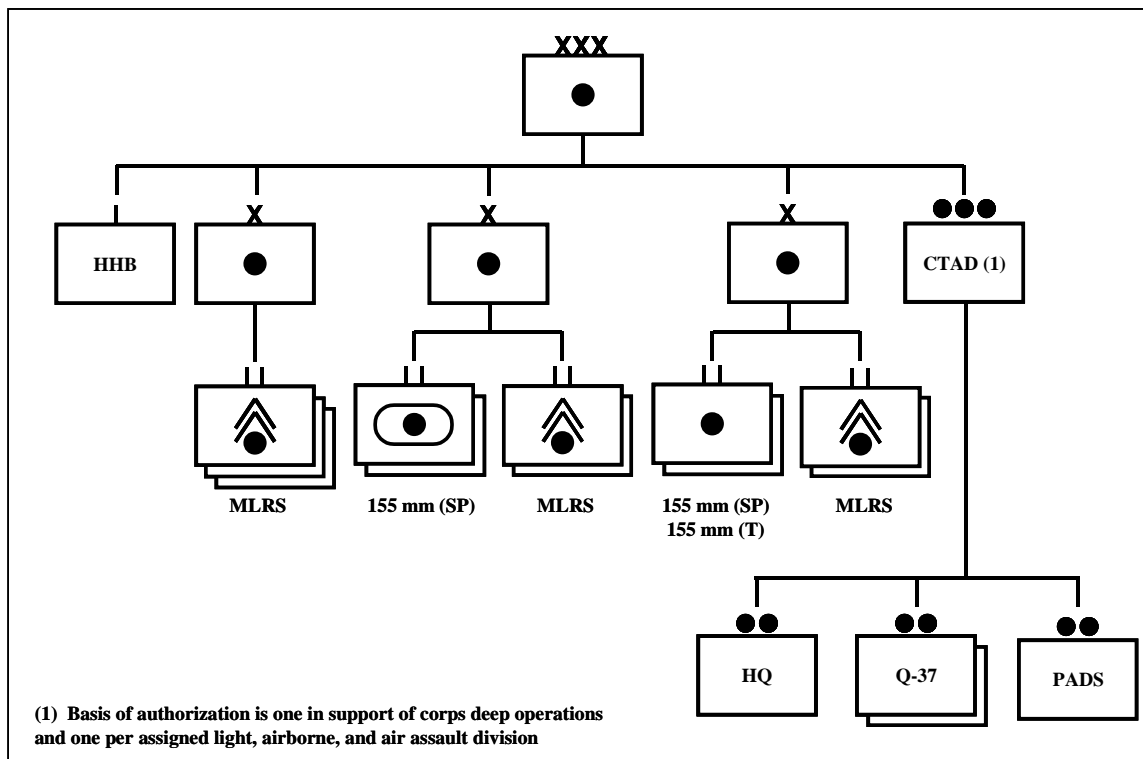 XXX
X
X
X
HHB
CTAD (1)
MLRS
155 mm (SP)
MLRS
155 mm (SP)
155 mm (T)
MLRS
HQ
Q-37
PADS
(1) Basis of authorization is one in support of corps deep operations
and one per assigned light, airborne, and air assault division